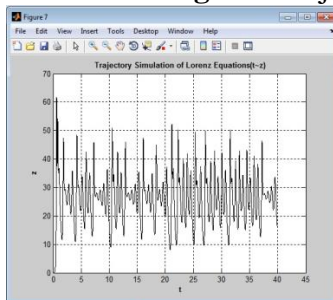 Figure 7
File Edit View Insert Tools Desktop Window Help
Trajectory Simulation of Lorenz Equations(t~z)
70
60
50
40
30
20
10
0
z
0 5 10 15 20 25 30 35 40 45
t